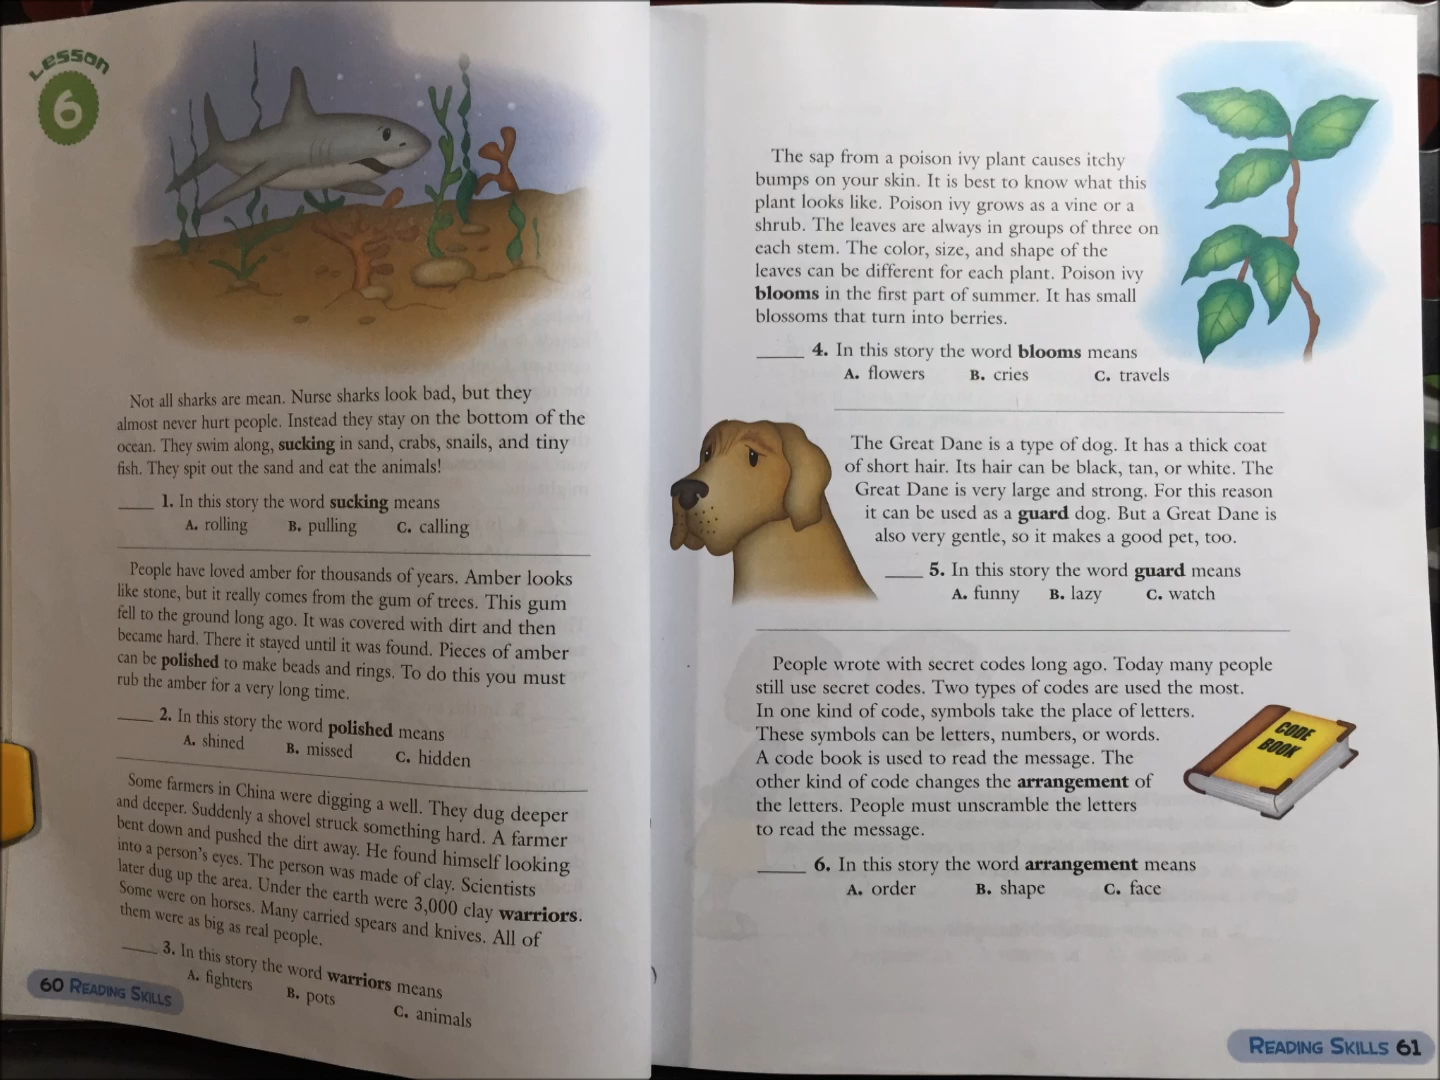 Lesson
6
Not all sharks are mean. Nurse sharks look bad, but they
almost never hurt people. Instead they stay on the bottom of the
ocean. They swim along, sucking in sand, crabs, snails, and tiny
fish. They spit out the sand and eat the animals!
____ 1. In this story the word sucking means
A. rolling B. pulling C. calling
People have loved amber for thousands of years. Amber looks
like stone, but it really comes from the gum of trees. This gum
fell to the ground long ago. It was covered with dirt and then
became hard. There it stayed until it was found. Pieces of amber
can be polished to make beads and rings. To do this you must
rub the amber for a very long time.
____ 2. In this story the word polished means
A. shined B. missed C. hidden
Some farmers in China were digging a well. They dug deeper
and deeper. Suddenly a shovel struck something hard. A farmer
bent down and pushed the dirt away. He found himself looking
into a person's eyes. The person was made of clay. Scientists
later dug up the area. Under the earth were 3,000 clay warriors.
Some were on horses. Many carried spears and knives. All of
them were as big as real people.
____ 3. In this story the word warriors means
A. fighters B. pots C. animals
60 READING SKILLS
The sap from a poison ivy plant causes itchy
bumps on your skin. It is best to know what this
plant looks like. Poison ivy grows as a vine or a
shrub. The leaves are always in groups of three on
each stem. The color, size, and shape of the
leaves can be different for each plant. Poison ivy
blooms in the first part of summer. It has small
blossoms that turn into berries.
____ 4. In this story the word blooms means
A. flowers B. cries C. travels
The Great Dane is a type of dog. It has a thick coat
of short hair. Its hair can be black, tan, or white. The
Great Dane is very large and strong. For this reason
it can be used as a guard dog. But a Great Dane is
also very gentle, so it makes a good pet, too.
____ 5. In this story the word guard means
A. funny B. lazy C. watch
People wrote with secret codes long ago. Today many people
still use secret codes. Two types of codes are used the most.
In one kind of code, symbols take the place of letters.
These symbols can be letters, numbers, or words.
A code book is used to read the message. The
other kind of code changes the arrangement of
the letters. People must unscramble the letters
to read the message.
CODE
BOOK
____ 6. In this story the word arrangement means
A. order B. shape C. face
READING SKILLS 61